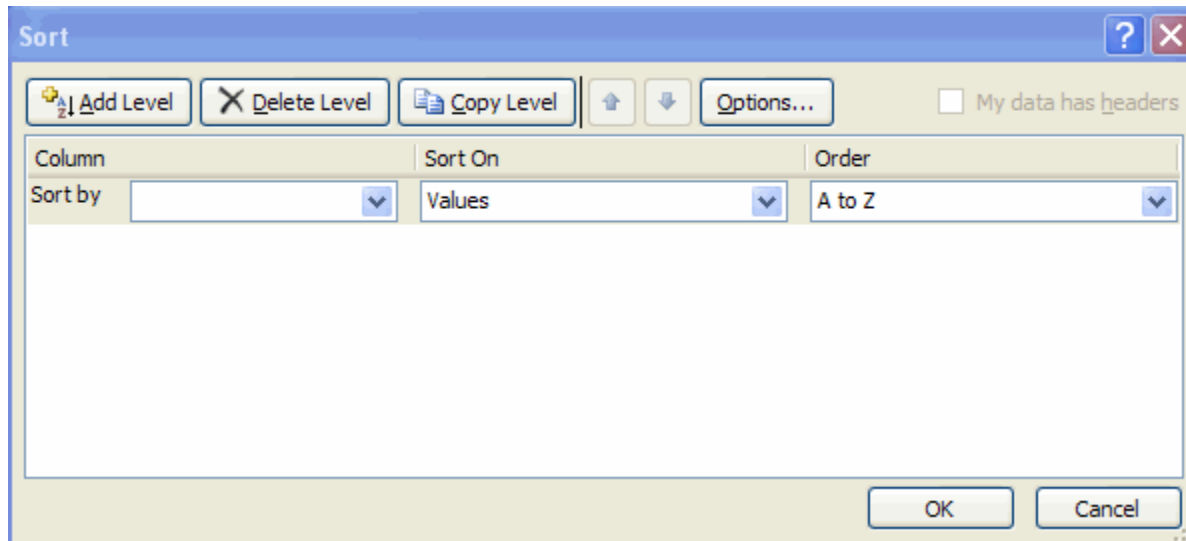 Sort
Add Level Delete Level Copy Level Options... My data has headers
Column Sort On Order
Sort by Values A to Z
OK Cancel